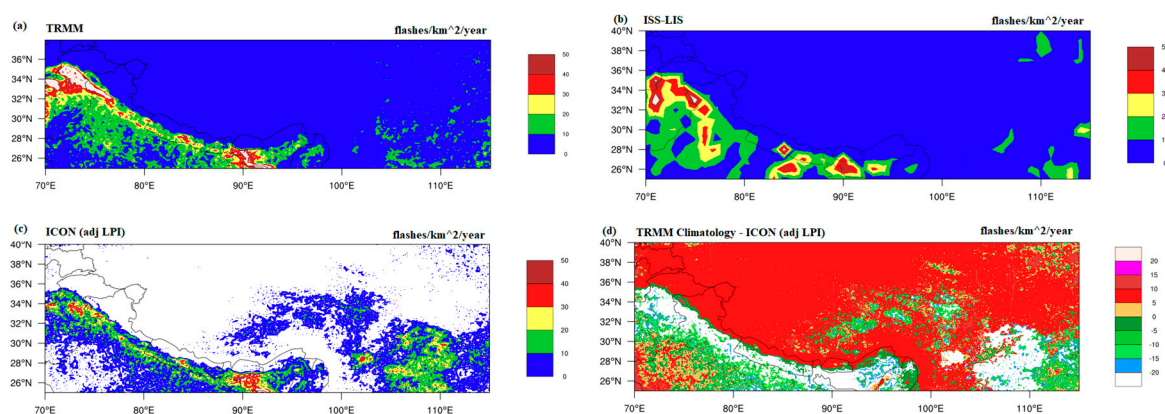 (a) TRMM flashes/km^2/year
36°N
34°N
32°N
30°N
28°N
26°N
70°E 80°E 90°E 100°E 110°E
50
40
30
20
10
0
(b) ISS-LIS flashes/km^2/year
40°N
38°N
36°N
34°N
32°N
30°N
28°N
26°N
70°E 80°E 90°E 100°E 110°E
(c) ICON (adj LPI) flashes/km^2/year
40°N
38°N
36°N
34°N
32°N
30°N
28°N
26°N
70°E 80°E 90°E 100°E 110°E
50
40
30
20
10
0
(d) TRMM Climatology - ICON (adj LPI) flashes/km^2/year
40°N
38°N
36°N
34°N
32°N
30°N
28°N
26°N
70°E 80°E 90°E 100°E 110°E
20
15
10
5
0
-5
-10
-15
-20